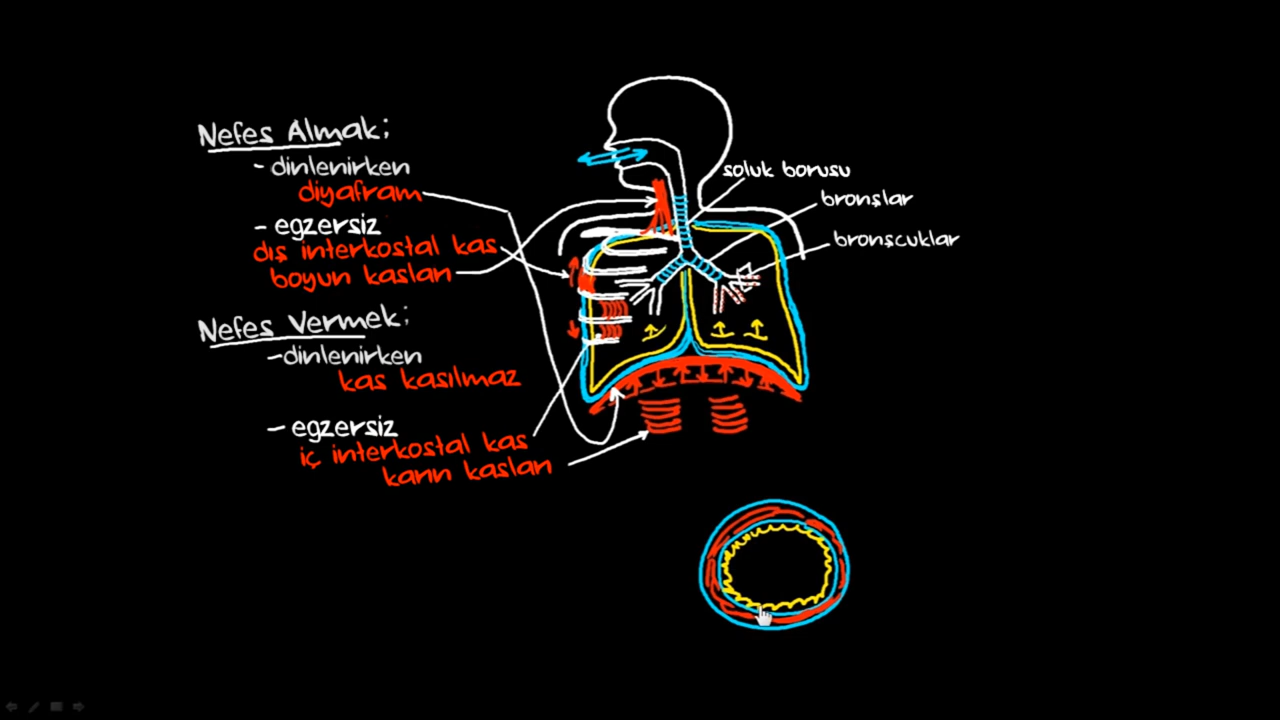 Nefes Almak;
- dinlenirken
diyafram
- egzersiz
dış interkostal kas
boyun kasları
Nefes Vermek;
- dinlenirken
kas kasılmaz
- egzersiz
iç interkostal kas
karın kasları
soluk borusu
bronşlar
bronşcuklar